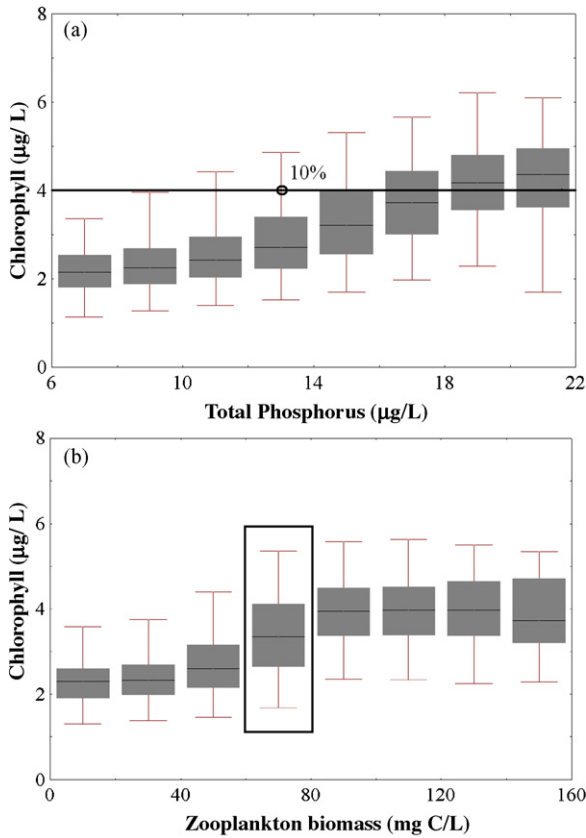 (a)
Chlorophyll (µg/ L)
8
6
4
2
0
10%
6 10 14 18 22
Total Phosphorus (µg/L)
(b)
Chlorophyll (µg/ L)
8
6
4
2
0
0 40 80 120 160
Zooplankton biomass (mg C/L)